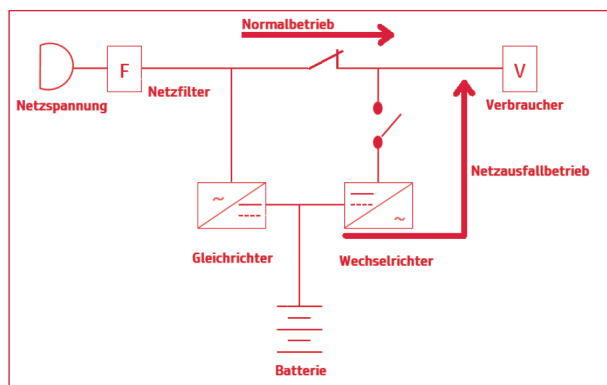 Normalbetrieb
F
V
Netzspannung
Netzfilter
Verbraucher
Netzausfallbetrieb
~
~
Gleichrichter
Wechselrichter
Batterie